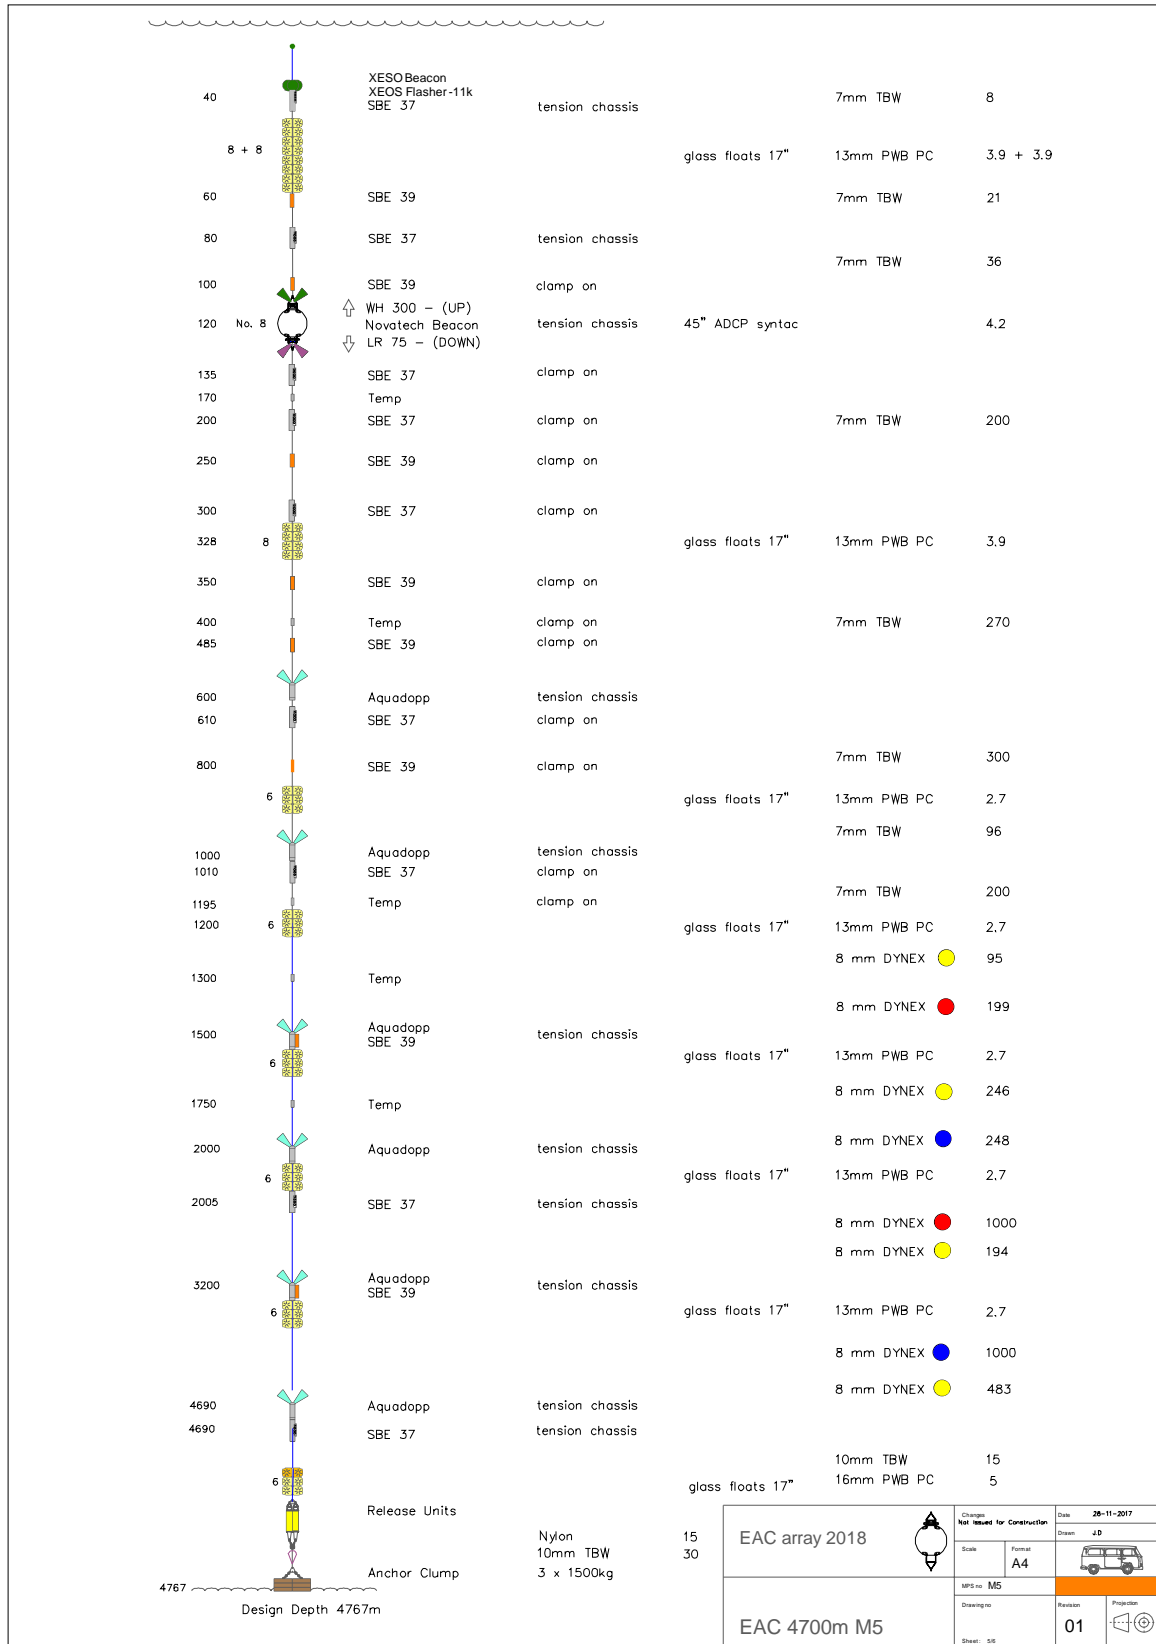 XESO Beacon
XEOS Flasher-11k
40 SBE 37 tension chassis 7mm TBW 8
8 + 8 glass floats 17" 13mm PWB PC 3.9 + 3.9
60 SBE 39 7mm TBW 21
80 SBE 37 tension chassis
7mm TBW 36
100 SBE 39 clamp on
WH 300 - (UP)
120 No. 8 Novatech Beacon tension chassis 45" ADCP syntac 4.2
LR 75 - (DOWN)
135 SBE 37 clamp on
170 Temp
200 SBE 37 clamp on 7mm TBW 200
250 SBE 39 clamp on
300 SBE 37 clamp on
328 8 glass floats 17" 13mm PWB PC 3.9
350 SBE 39 clamp on
400 Temp clamp on 7mm TBW 270
485 SBE 39 clamp on
600 Aquadopp tension chassis
610 SBE 37 clamp on
7mm TBW 300
800 SBE 39 clamp on
6 glass floats 17" 13mm PWB PC 2.7
7mm TBW 96
1000 Aquadopp tension chassis
1010 SBE 37 clamp on
7mm TBW 200
1195 Temp clamp on
1200 6 glass floats 17" 13mm PWB PC 2.7
8 mm DYNEX 95
1300 Temp
8 mm DYNEX 199
Aquadopp
1500 SBE 39 tension chassis
6 glass floats 17" 13mm PWB PC 2.7
8 mm DYNEX 246
1750 Temp
8 mm DYNEX 248
2000 Aquadopp tension chassis
6 glass floats 17" 13mm PWB PC 2.7
2005 SBE 37 tension chassis
8 mm DYNEX 1000
8 mm DYNEX 194
Aquadopp
3200 SBE 39 tension chassis
6 glass floats 17" 13mm PWB PC 2.7
8 mm DYNEX 1000
8 mm DYNEX 483
4690 Aquadopp tension chassis
4690 SBE 37 tension chassis
10mm TBW 15
6 glass floats 17" 16mm PWB PC 5
Release Units
Nylon 15
10mm TBW 30
Anchor Clump 3 x 1500kg
4767
Design Depth 4767m
EAC array 2018
Changes
Not Issued for Construction
Date 28-11-2017
Drawn J.D
Scale
Format
A4
MPS no M5
Drawing no
Revision
01
Projection
EAC 4700m M5
Sheet: 5/6